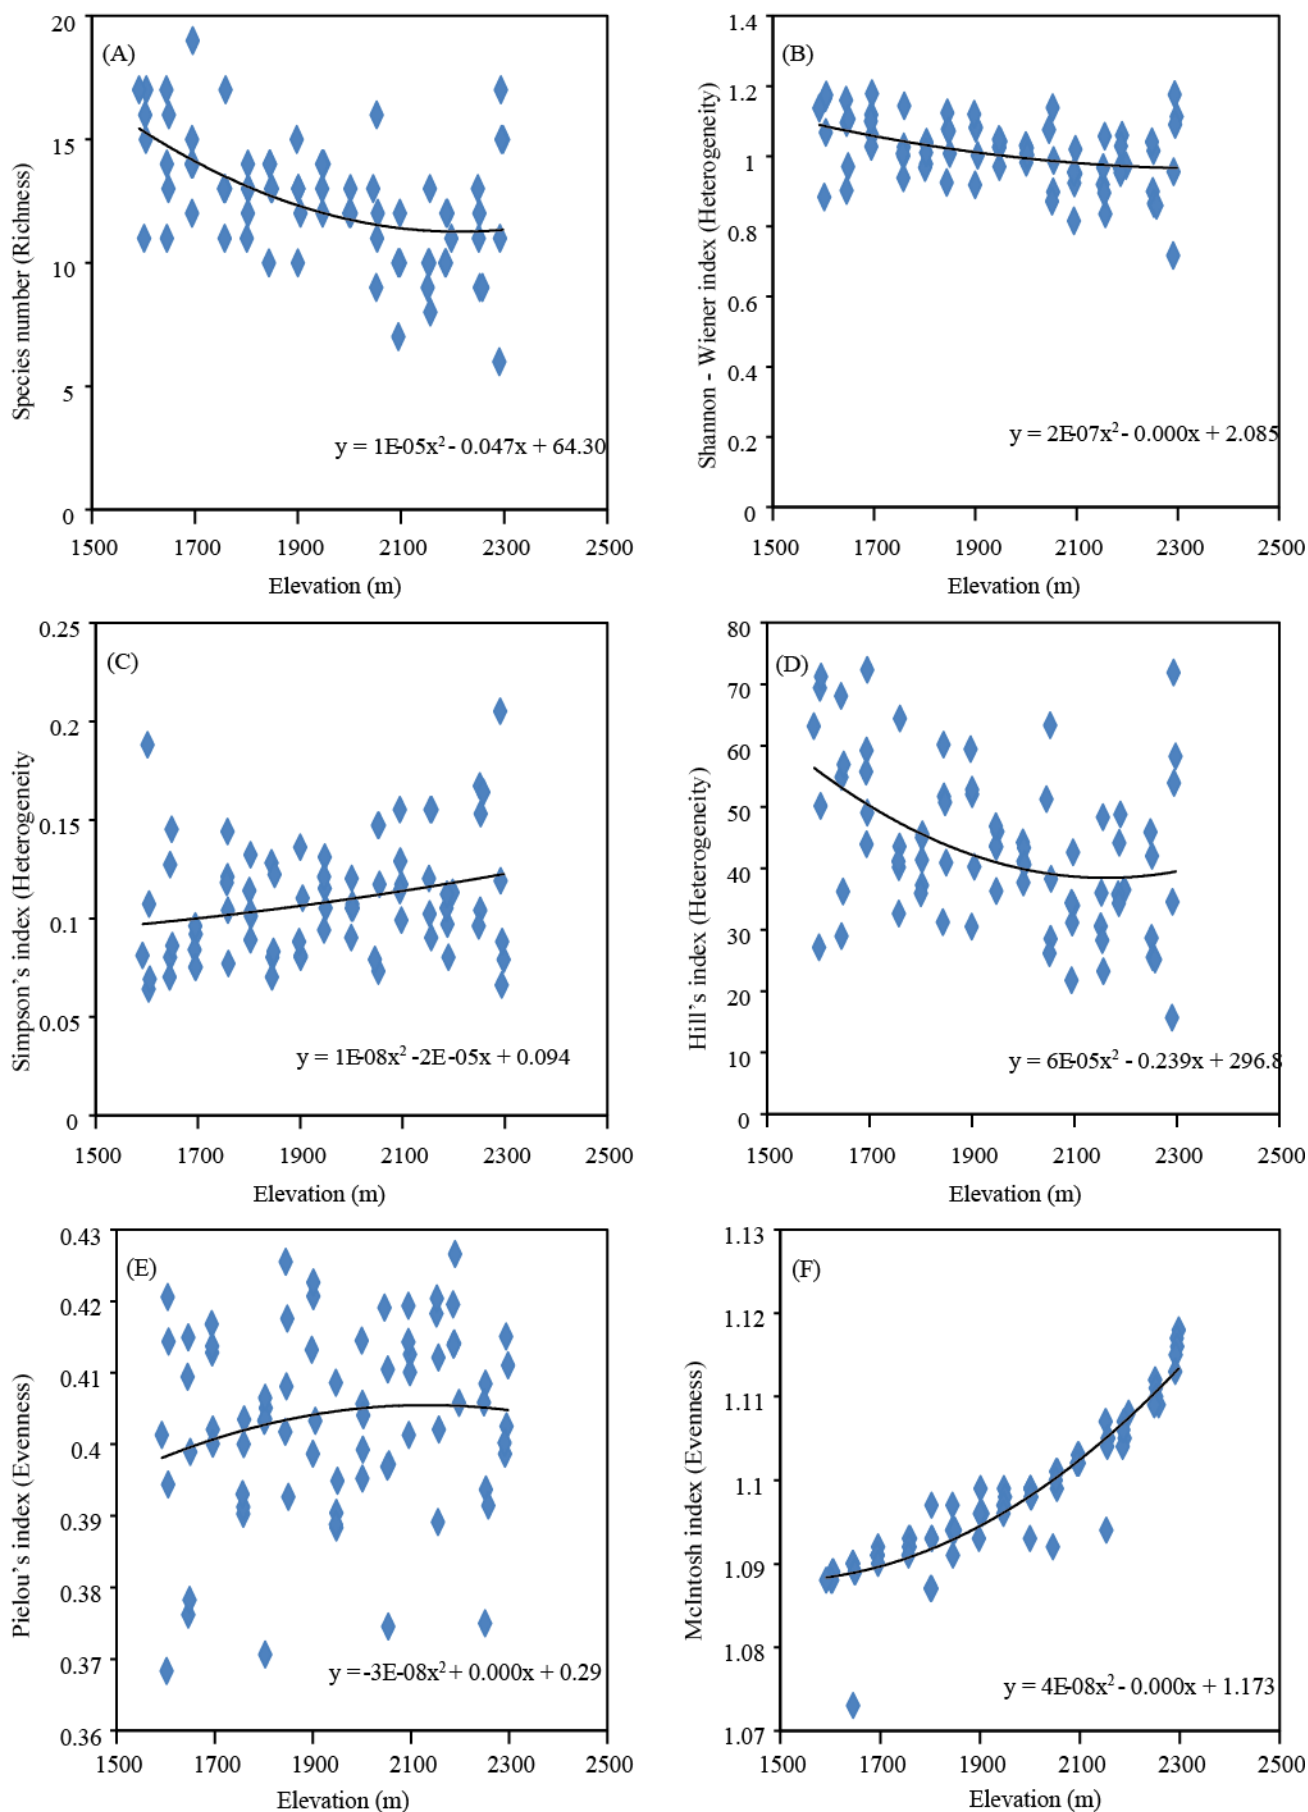 (A)
Species number (Richness)
20
15
10
5
0
y = 1E-05x² - 0.047x + 64.30
1500 1700 1900 2100 2300 2500
Elevation (m)
(B)
Shannon - Wiener index (Heterogeneity)
1.4
1.2
1
0.8
0.6
0.4
0.2
0
y = 2E-07x² - 0.000x + 2.085
1500 1700 1900 2100 2300 2500
Elevation (m)
(C)
Simpson's index (Heterogeneity
0.25
0.2
0.15
0.1
0.05
0
y = 1E-08x² -2E-05x + 0.094
1500 1700 1900 2100 2300 2500
Elevation (m)
(D)
Hill's index (Heterogeneity)
80
70
60
50
40
30
20
10
0
y = 6E-05x² - 0.239x + 296.8
1500 1700 1900 2100 2300 2500
Elevation (m)
(E)
Pielou's index (Evenness)
0.43
0.42
0.41
0.4
0.39
0.38
0.37
0.36
y = -3E-08x² + 0.000x + 0.29
1500 1700 1900 2100 2300 2500
Elevation (m)
(F)
McIntosh index (Evenness)
1.13
1.12
1.11
1.1
1.09
1.08
1.07
y = 4E-08x² - 0.000x + 1.173
1500 1700 1900 2100 2300 2500
Elevation (m)